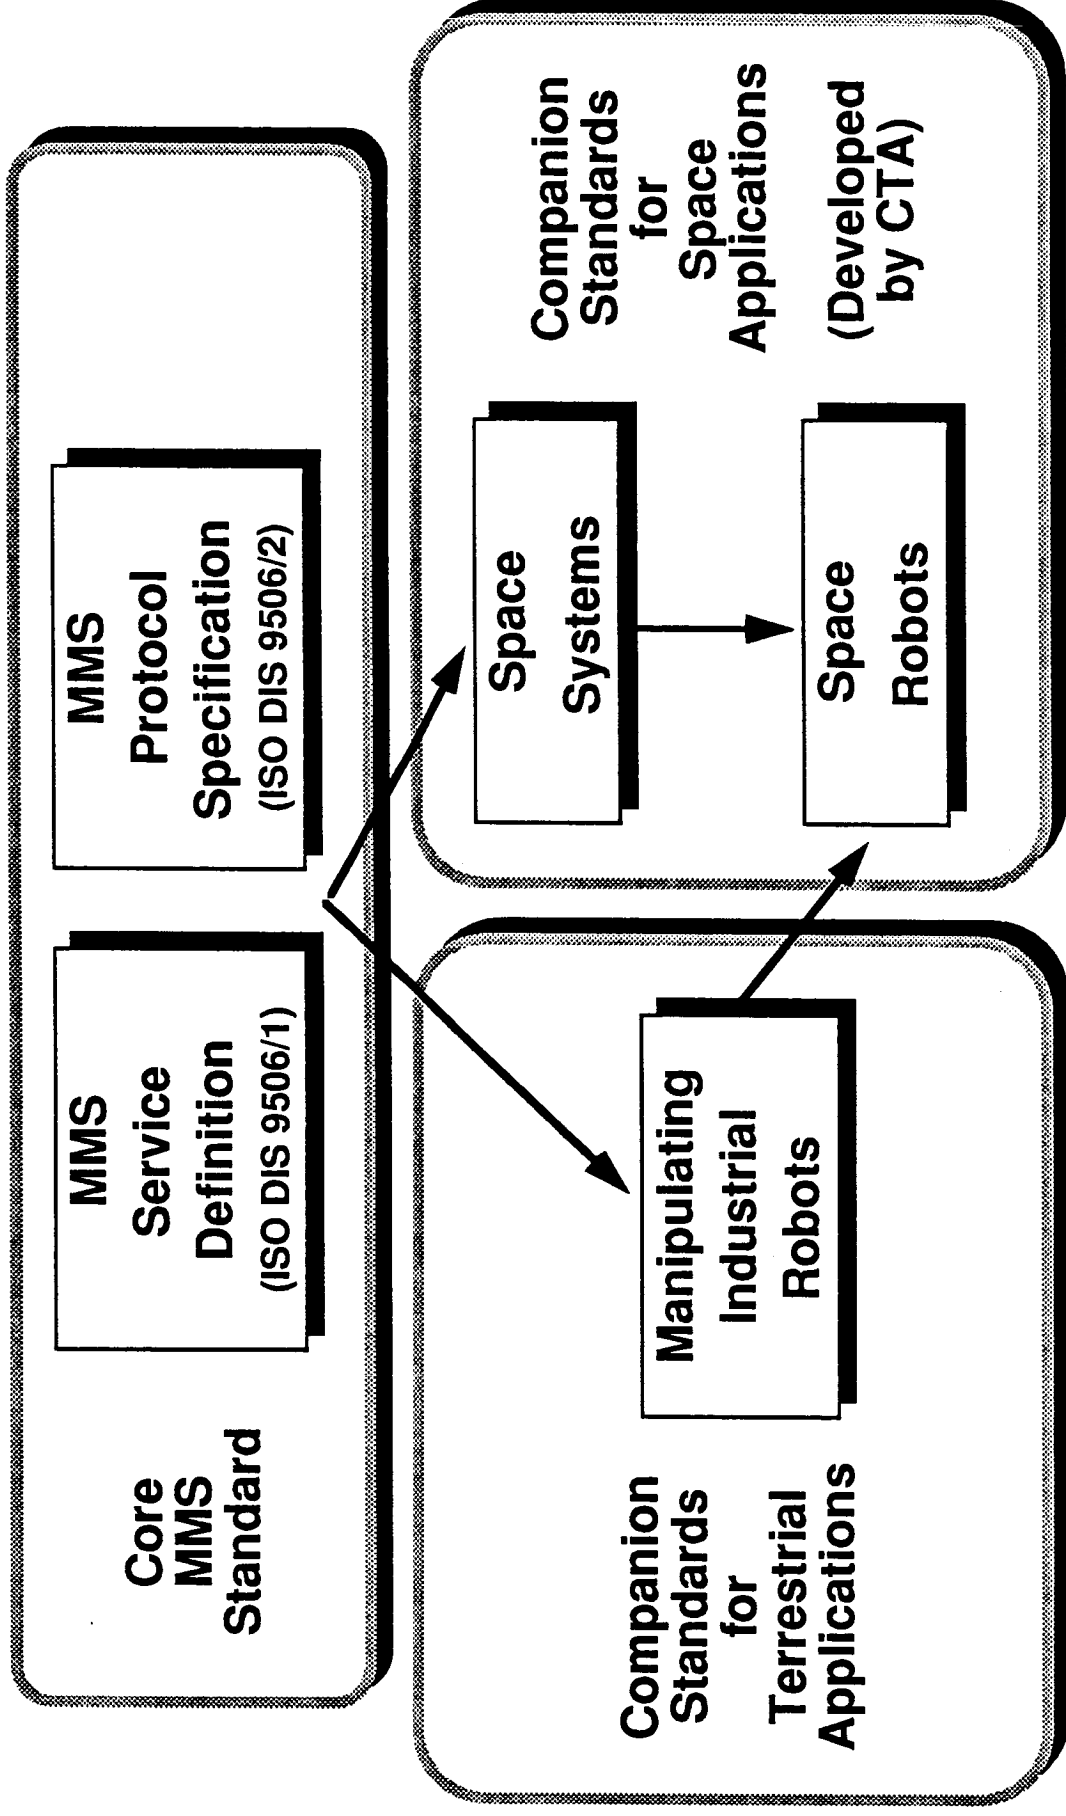 Core
MMS
Standard
MMS
Service
Definition
(ISO DIS 9506/1)
MMS
Protocol
Specification
(ISO DIS 9506/2)
Companion
Standards
for
Terrestrial
Applications
Manipulating
Industrial
Robots
Space
Systems
Space
Robots
Companion
Standards
for
Space
Applications
(Developed
by CTA)